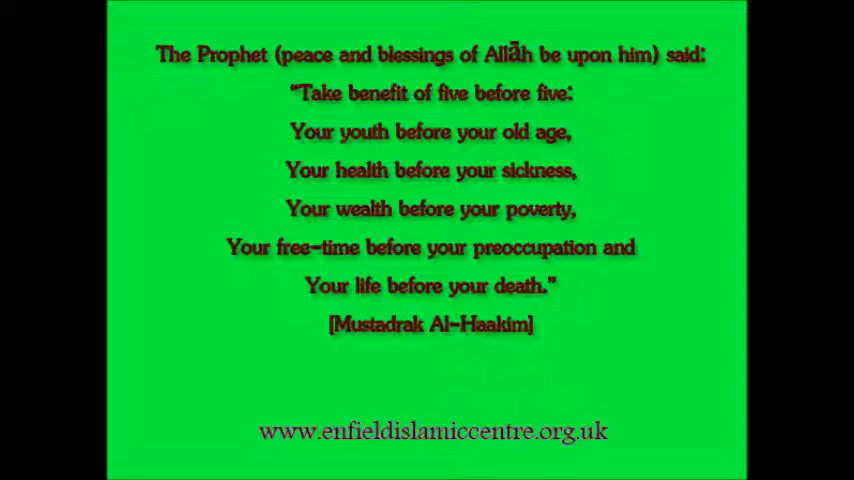 The Prophet (peace and blessings of Allāh be upon him) said:
“Take benefit of five before five:
Your youth before your old age,
Your health before your sickness,
Your wealth before your poverty,
Your free-time before your preoccupation and
Your life before your death.”
[Mustadrak Al-Haakim]
www.enfieldislamiccentre.org.uk